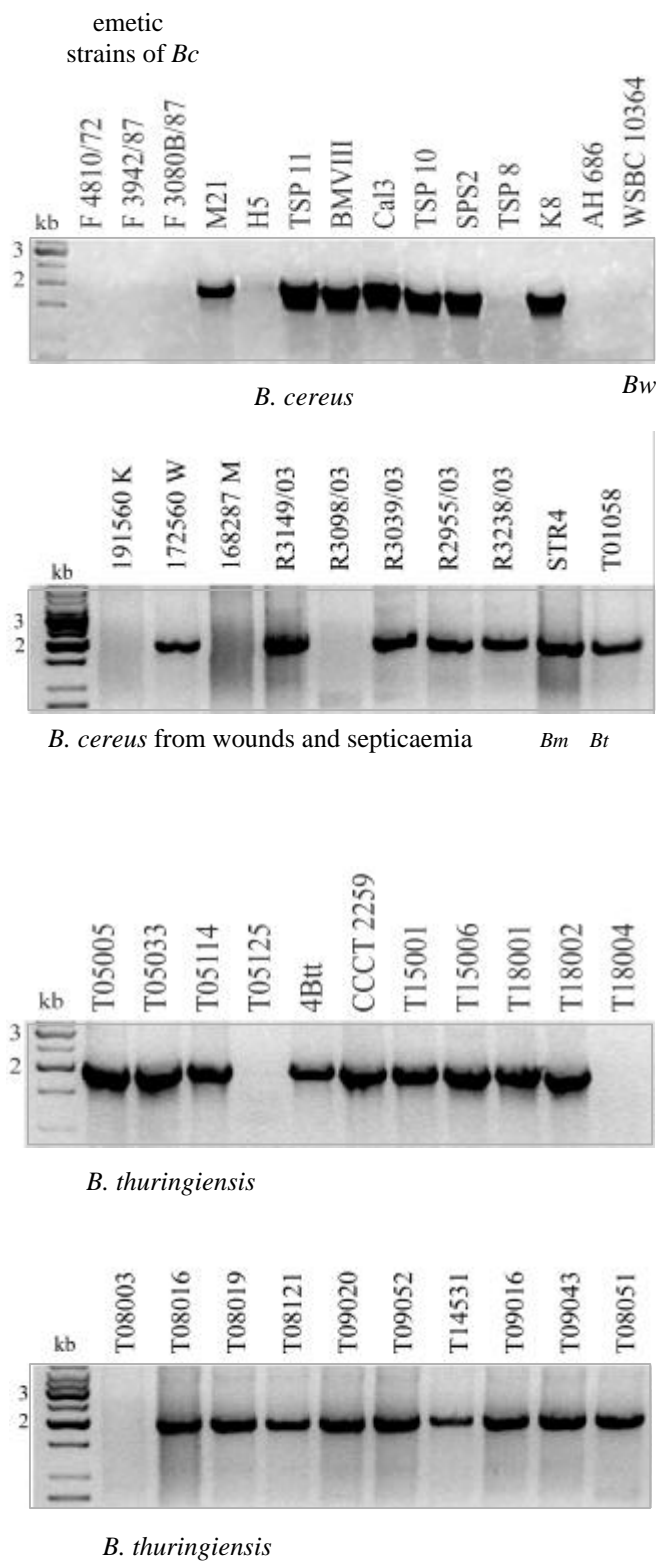 emetic
strains of Bc
kb
F 4810/72
F 3942/87
F 3080B/87
M21
H5
TSP 11
BMVIII
Cal3
TSP 10
SPS2
TSP 8
K8
AH 686
WSBC 10364
3
2
B. cereus
Bw
kb
191560 K
172560 W
168287 M
R3149/03
R3098/03
R3039/03
R2955/03
R3238/03
STR4
T01058
3
2
B. cereus from wounds and septicaemia
Bm
Bt
kb
T05005
T05033
T05114
T05125
4Btt
CCCT 2259
T15001
T15006
T18001
T18002
T18004
3
2
B. thuringiensis
kb
T08003
T08016
T08019
T08121
T09020
T09052
T14531
T09016
T09043
T08051
3
2
B. thuringiensis